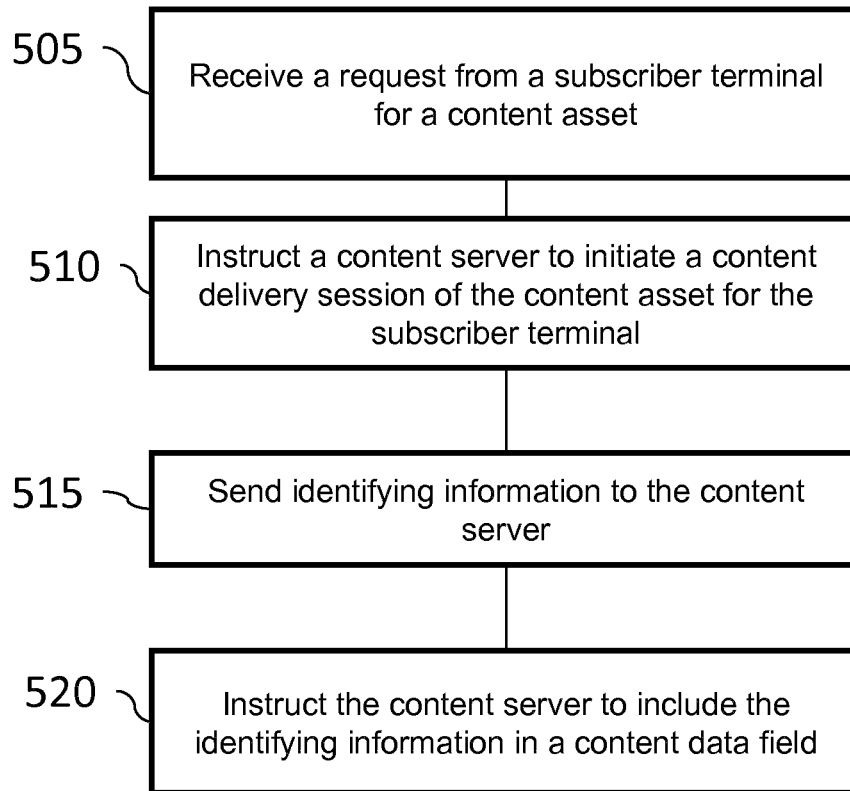 505
Receive a request from a subscriber terminal
for a content asset
510
Instruct a content server to initiate a content
delivery session of the content asset for the
subscriber terminal
515
Send identifying information to the content
server
520
Instruct the content server to include the
identifying information in a content data field